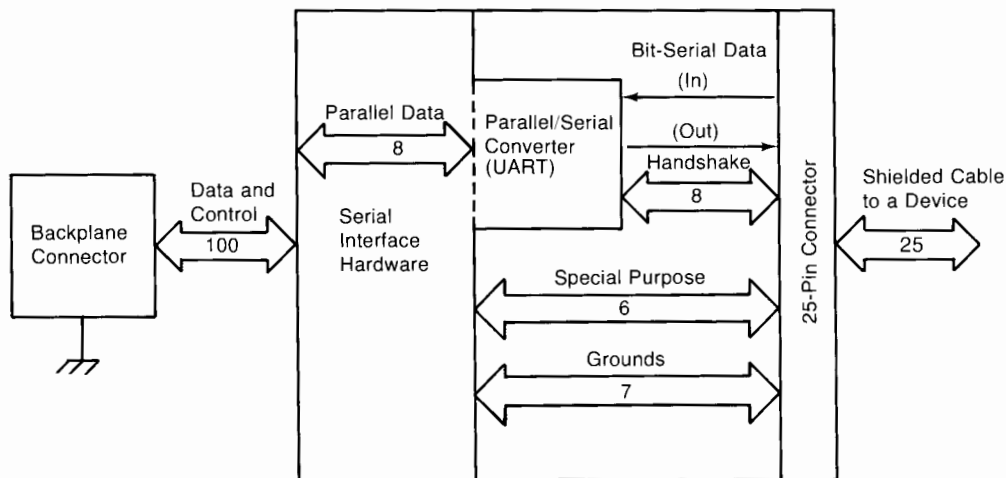 Bit-Serial Data
(In)
Parallel Data
8
Parallel/Serial
Converter
(UART)
(Out)
Handshake
8
Data and
Control
100
Backplane
Connector
Serial
Interface
Hardware
25-Pin Connector
Shielded Cable
to a Device
25
Special Purpose
6
Grounds
7